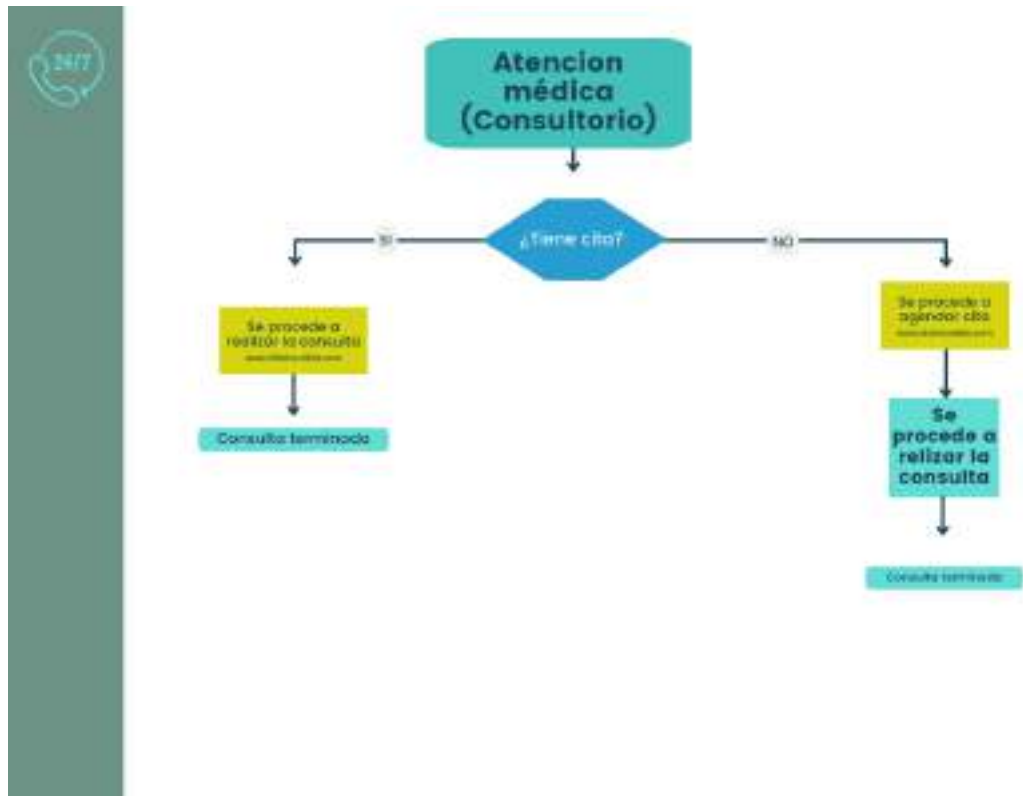 24/7
Atencion
médica
(Consultorio)
¿Tiene cita?
SI
NO
Se procede a
realizar la consulta
Se procede a
agendar cita
Consulta terminada
Se
procede a
relizar la
consulta
Consulta terminada